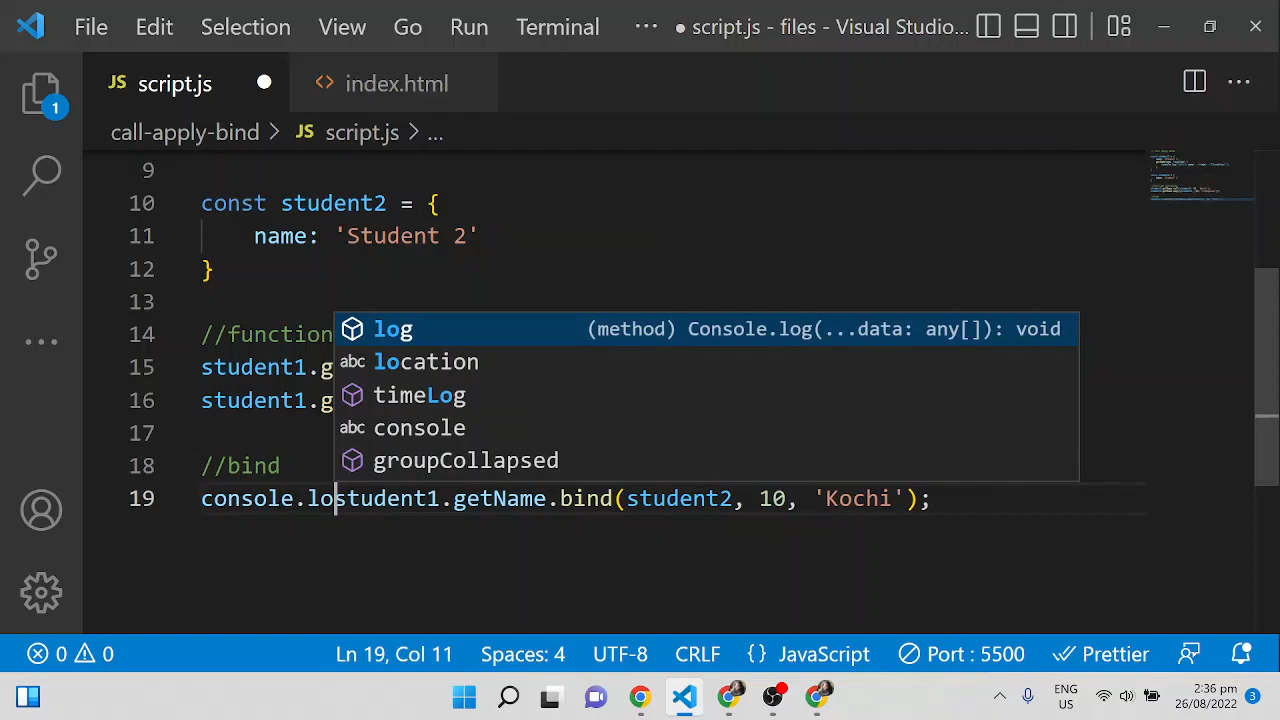 File Edit Selection View Go Run Terminal ··· ● script.js - files - Visual Studio...
JS script.js ● <> index.html ···
call-apply-bind > JS script.js > ...
1
9
10 const student2 = {
11 name: 'Student 2'
12 }
13
14 //function
15 student1.g
16 student1.g
17
18 //bind
19 console.lostudent1.getName.bind(student2, 10, 'Kochi');
log (method) Console.log(...data: any[]): void
abc location
timeLog
abc console
groupCollapsed
0 0 Ln 19, Col 11 Spaces: 4 UTF-8 CRLF {} JavaScript Port : 5500 Prettier
ENG 2:36 pm
US 26/08/2022 3